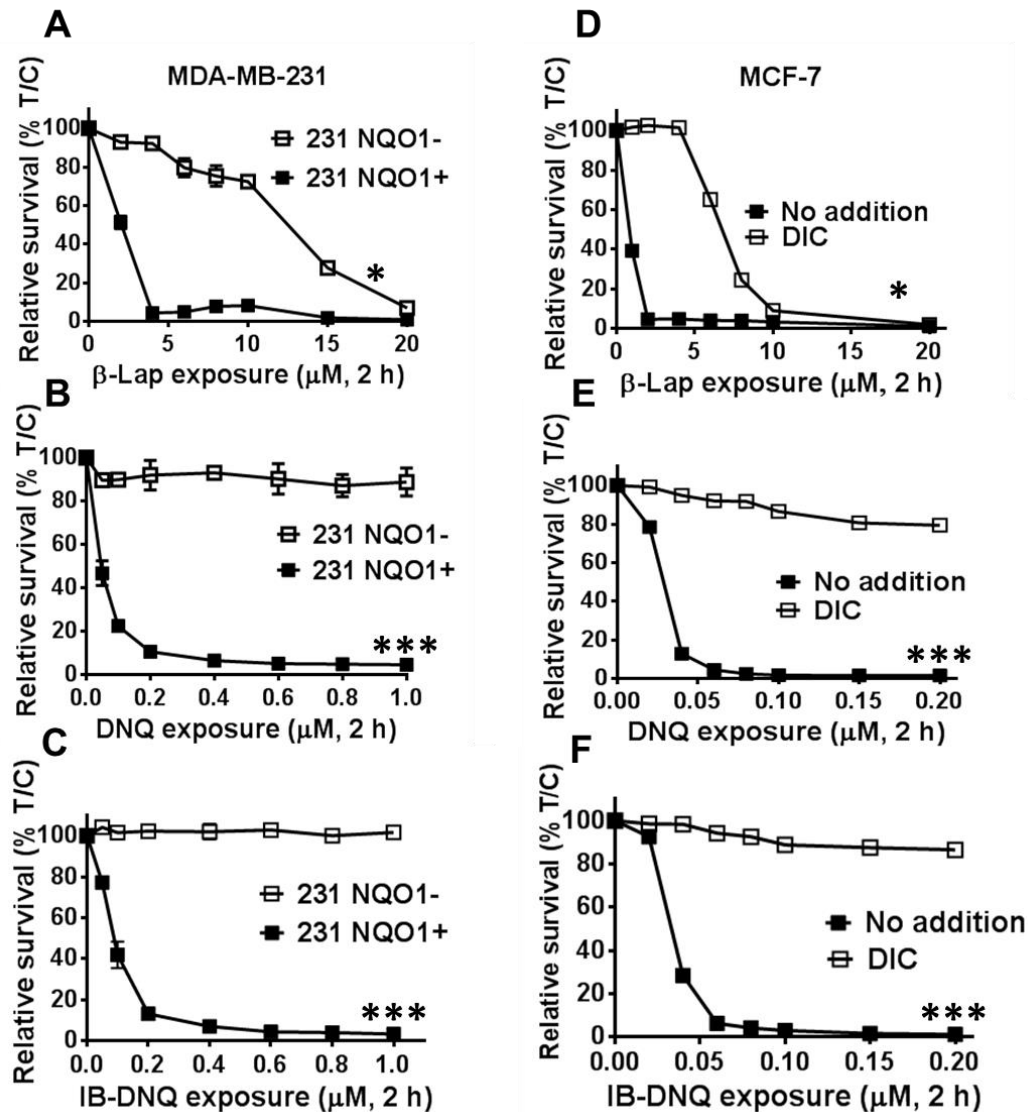 A
MDA-MB-231
Relative survival (% T/C)
100
80
60
40
20
0
231 NQO1-
231 NQO1+
*
0 5 10 15 20
β-Lap exposure (μM, 2 h)
B
Relative survival (% T/C)
100
80
60
40
20
0
231 NQO1-
231 NQO1+
***
0.0 0.2 0.4 0.6 0.8 1.0
DNQ exposure (μM, 2 h)
C
Relative survival (% T/C)
100
80
60
40
20
0
231 NQO1-
231 NQO1+
***
0.0 0.2 0.4 0.6 0.8 1.0
IB-DNQ exposure (μM, 2 h)
D
MCF-7
Relative survival (% T/C)
100
80
60
40
20
0
No addition
DIC
*
0 5 10 15 20
β-Lap exposure (μM, 2 h)
E
Relative survival (% T/C)
100
80
60
40
20
0
No addition
DIC
***
0.00 0.05 0.10 0.15 0.20
DNQ exposure (μM, 2 h)
F
Relative survival (% T/C)
100
80
60
40
20
0
No addition
DIC
***
0.00 0.05 0.10 0.15 0.20
IB-DNQ exposure (μM, 2 h)